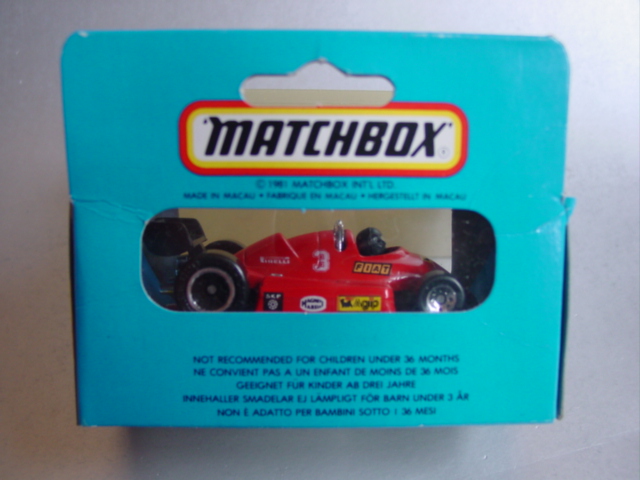 "MATCHBOX"®
© 1981 MATCHBOX INT'L LTD.
MADE IN MACAU • FABRIQUE EN MACAU • HERGESTELLT IN MACAU
PIRELLI
3
FIAT
SKF
Agip
NOT RECOMMENDED FOR CHILDREN UNDER 36 MONTHS
NE CONVIENT PAS A UN ENFANT DE MOINS DE 36 MOIS
GEEIGNET FUR KINDER AB DREI JAHRE
INNEHALLER SMADELAR EJ LÄMPLIGT FÖR BARN UNDER 3 ÅR
NON È ADATTO PER BAMBINI SOTTO I 36 MESI